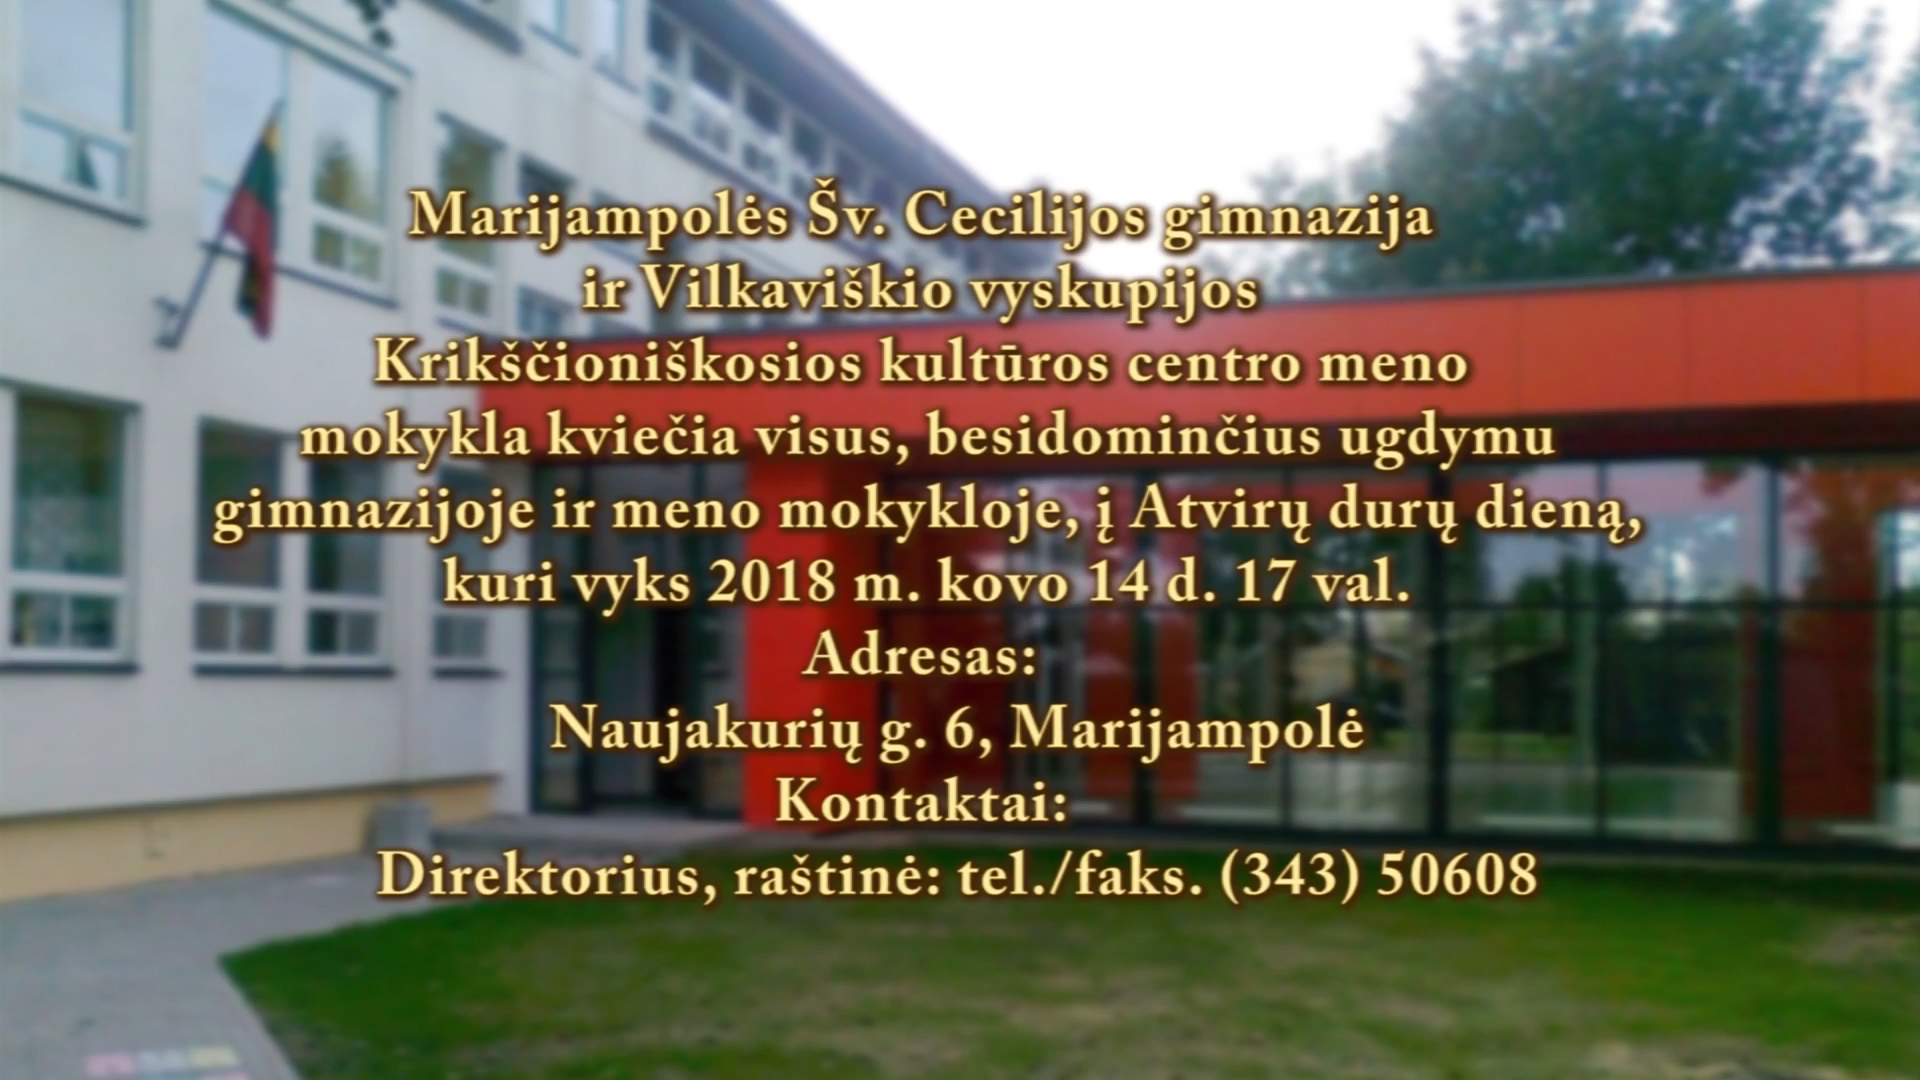 Marijampolės Šv. Cecilijos gimnazija
ir Vilkaviškio vyskupijos
Krikščioniškosios kultūros centro meno
mokykla kviečia visus, besidominčius ugdymu
gimnazijoje ir meno mokykloje, į Atvirų durų dieną,
kuri vyks 2018 m. kovo 14 d. 17 val.
Adresas:
Naujakurių g. 6, Marijampolė
Kontaktai:
Direktorius, raštinė: tel./faks. (343) 50608